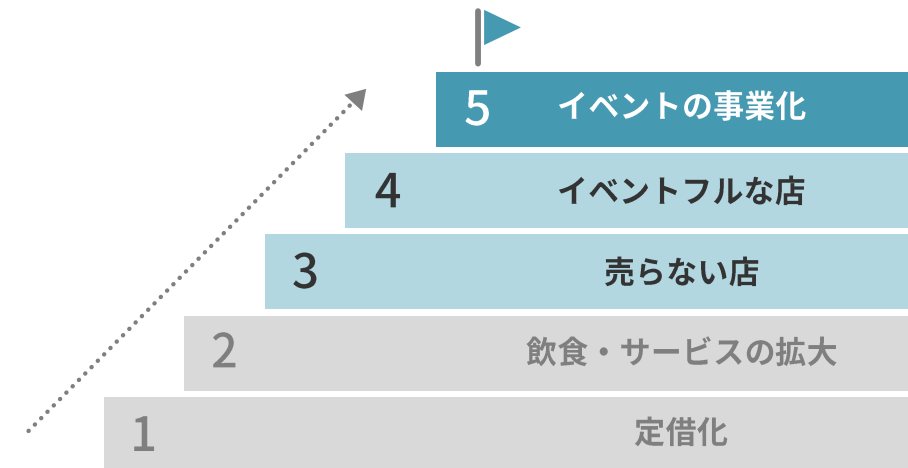 5 イベントの事業化
4 イベントフルな店
3 売らない店
2 飲食・サービスの拡大
1 定借化